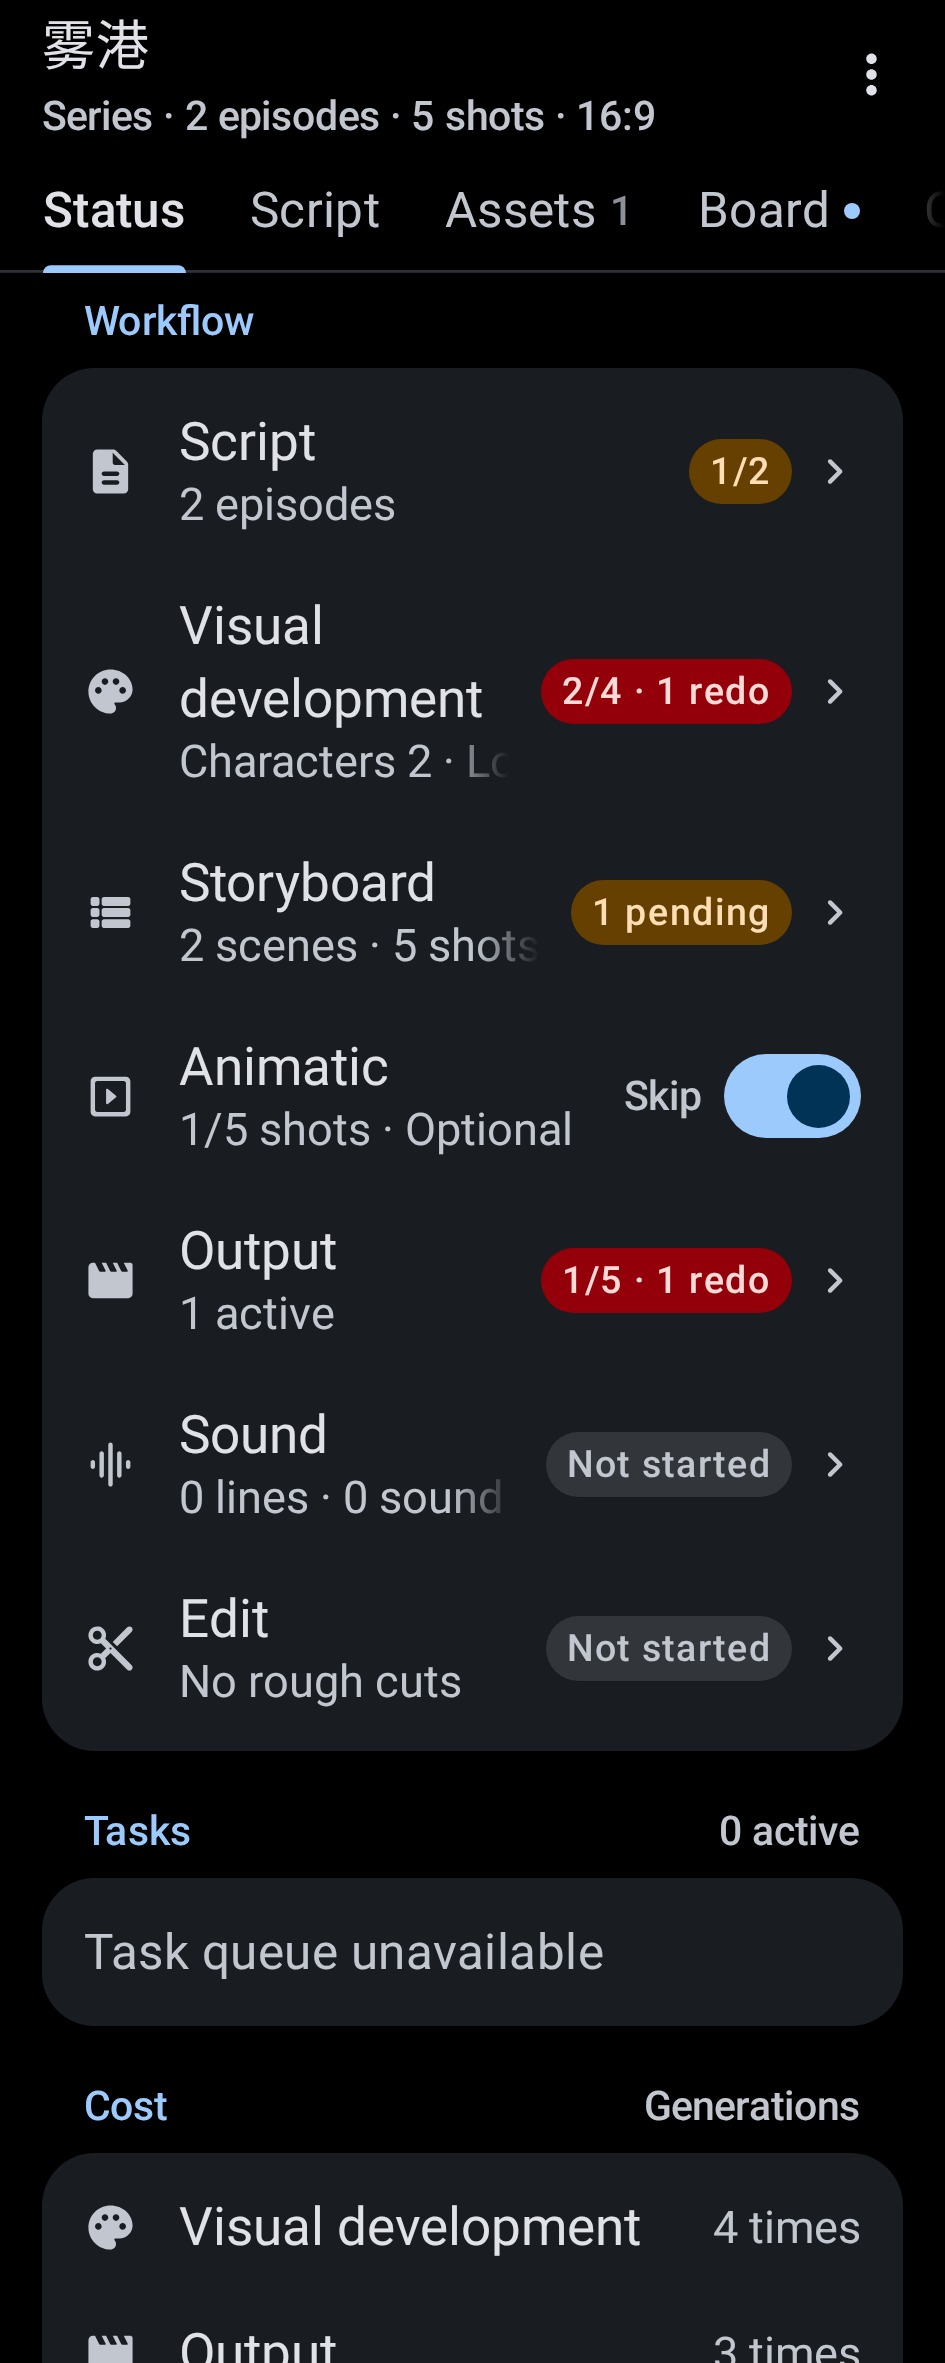 雾港
Series · 2 episodes · 5 shots · 16:9
Status Script Assets 1 Board
Workflow
Script
2 episodes
1/2
Visual
development
Characters 2 ·
2/4 · 1 redo
Storyboard
2 scenes · 5 shots
1 pending
Animatic
1/5 shots · Optional
Skip
Output
1 active
1/5 · 1 redo
Sound
0 lines · 0 sound
Not started
Edit
No rough cuts
Not started
Tasks
0 active
Task queue unavailable
Cost
Generations
Visual development
4 times
Output
3 times